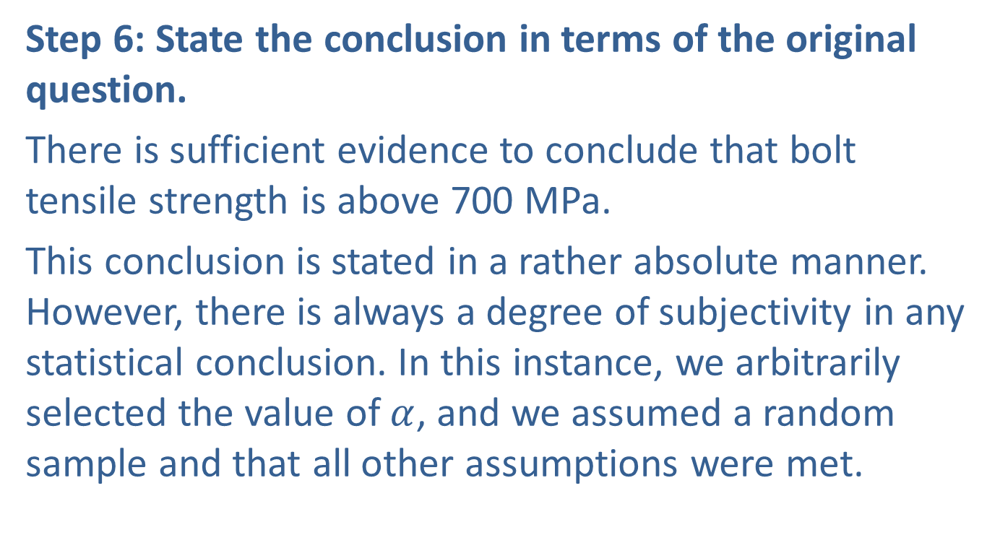 Step 6: State the conclusion in terms of the original
question.
There is sufficient evidence to conclude that bolt
tensile strength is above 700 MPa.
This conclusion is stated in a rather absolute manner.
However, there is always a degree of subjectivity in any
statistical conclusion. In this instance, we arbitrarily
selected the value of 𝛼, and we assumed a random
sample and that all other assumptions were met.